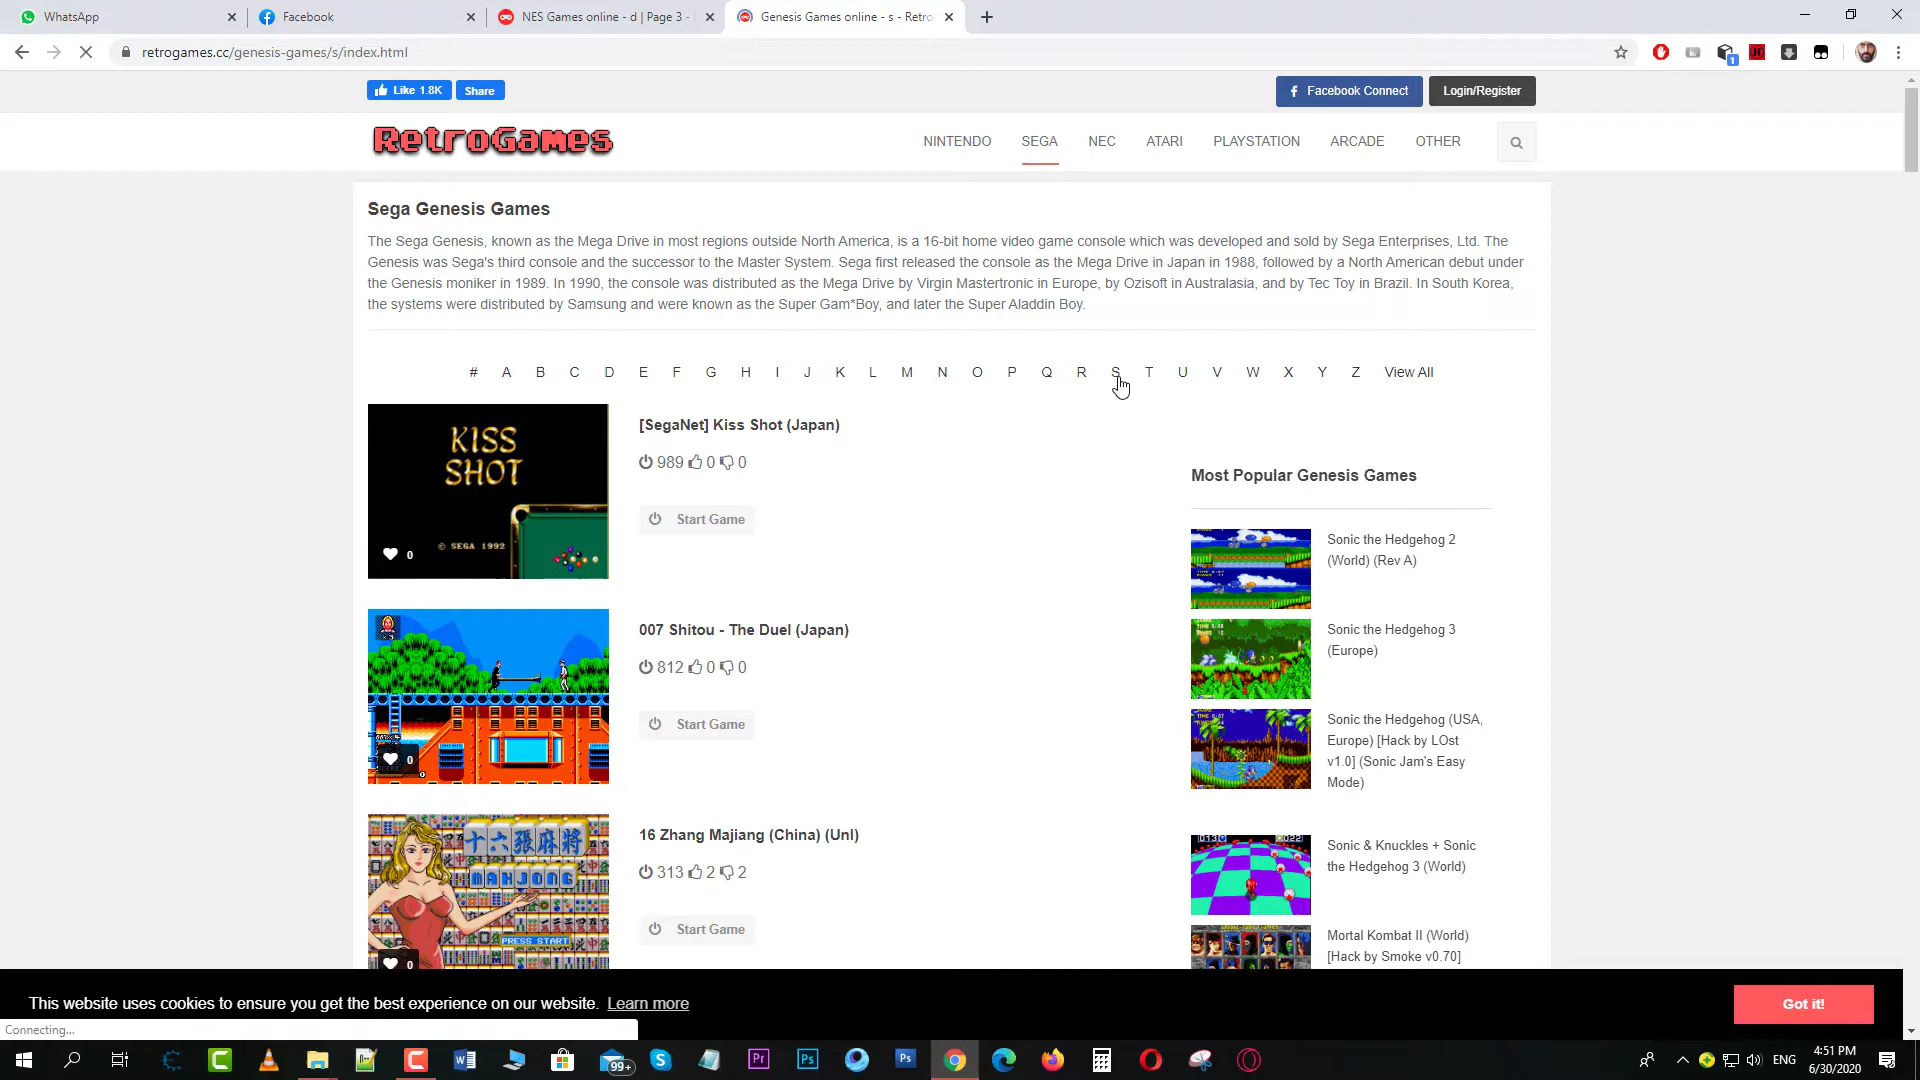 WhatsApp
Facebook
NES Games online - d | Page 3 -
Genesis Games online - s - Retro
retrogames.cc/genesis-games/s/index.html
Like 1.8K
Share
Facebook Connect
Login/Register
RetroGames
NINTENDO SEGA NEC ATARI PLAYSTATION ARCADE OTHER
Sega Genesis Games
The Sega Genesis, known as the Mega Drive in most regions outside North America, is a 16-bit home video game console which was developed and sold by Sega Enterprises, Ltd. The
Genesis was Sega's third console and the successor to the Master System. Sega first released the console as the Mega Drive in Japan in 1988, followed by a North American debut under
the Genesis moniker in 1989. In 1990, the console was distributed as the Mega Drive by Virgin Mastertronic in Europe, by Ozisoft in Australasia, and by Tec Toy in Brazil. In South Korea,
the systems were distributed by Samsung and were known as the Super Gam*Boy, and later the Super Aladdin Boy.
# A B C D E F G H I J K L M N O P Q R S T U V W X Y Z View All
KISS
SHOT
© SEGA 1992
0
[SegaNet] Kiss Shot (Japan)
989 0 0
Start Game
0
007 Shitou - The Duel (Japan)
812 0 0
Start Game
十六張麻將
MAHJONG
PRESS START
0
16 Zhang Majiang (China) (Unl)
313 2 2
Start Game
Most Popular Genesis Games
Sonic the Hedgehog 2
(World) (Rev A)
Sonic the Hedgehog 3
(Europe)
Sonic the Hedgehog (USA,
Europe) [Hack by LOst
v1.0] (Sonic Jam's Easy
Mode)
Sonic & Knuckles + Sonic
the Hedgehog 3 (World)
Mortal Kombat II (World)
[Hack by Smoke v0.70]
This website uses cookies to ensure you get the best experience on our website. Learn more
Got it!
Connecting...
99+
ENG
4:51 PM
6/30/2020